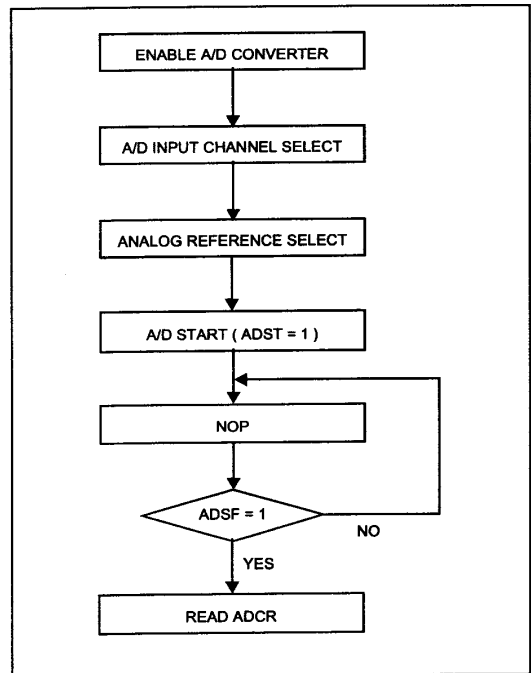 ENABLE A/D CONVERTER
A/D INPUT CHANNEL SELECT
ANALOG REFERENCE SELECT
A/D START ( ADST = 1 )
NOP
ADSF = 1
NO
YES
READ ADCR